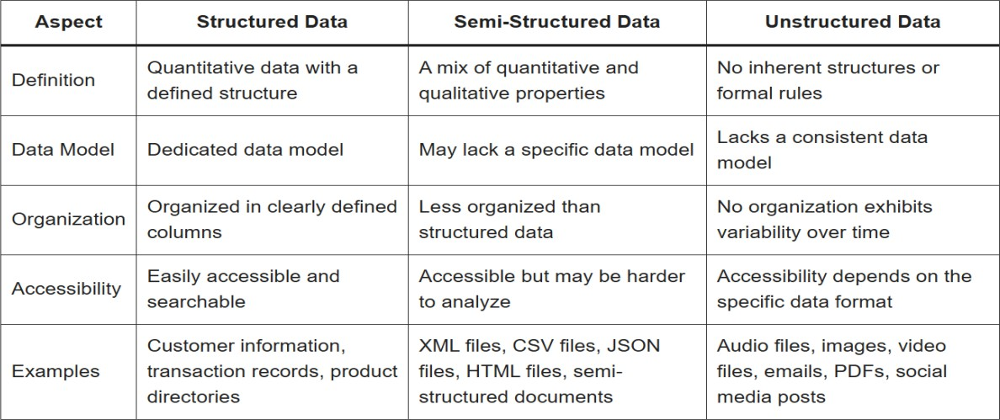 Aspect Structured Data Semi-Structured Data Unstructured Data
Definition
Quantitative data with a
defined structure
A mix of quantitative and
qualitative properties
No inherent structures or
formal rules
Data Model
Dedicated data model
May lack a specific data model
Lacks a consistent data
model
Organization
Organized in clearly defined
columns
Less organized than
structured data
No organization exhibits
variability over time
Accessibility
Easily accessible and
searchable
Accessible but may be harder
to analyze
Accessibility depends on the
specific data format
Examples
Customer information,
transaction records, product
directories
XML files, CSV files, JSON
files, HTML files, semi-
structured documents
Audio files, images, video
files, emails, PDFs, social
media posts